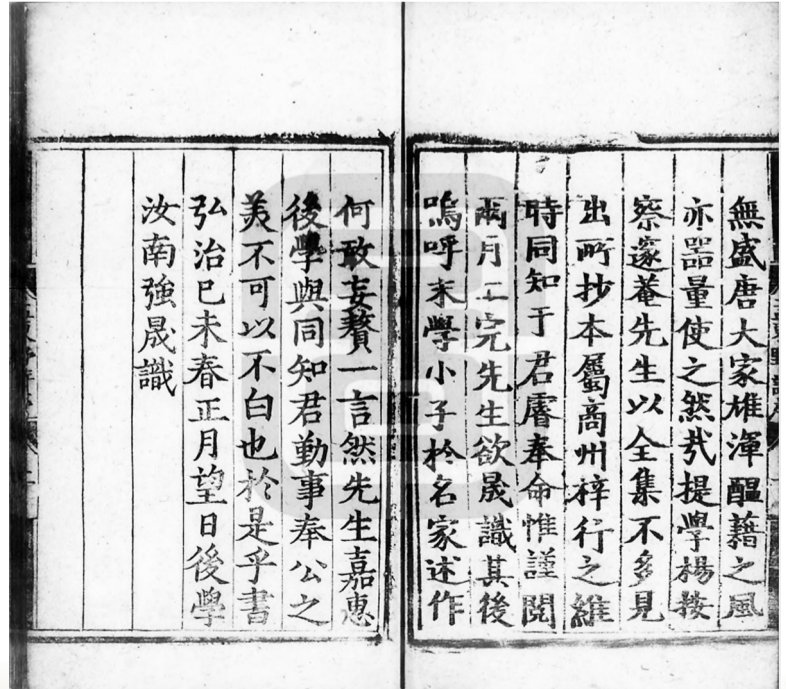 無盛唐大家雄渾醞藉之風
亦器量使之然㢤提學楊按
察邃菴先生以全集不多見
出所抄本屬商州梓行之維
時同知于君睿奉命惟謹閱
兩月工完先生欲晟識其後
嗚呼末學小子於名家述作
何敢妄贅一言然先生嘉惠
後學與同知君勤事奉公之
美不可以不白也於是乎書
弘治己未春正月望日後學
汝南強晟識